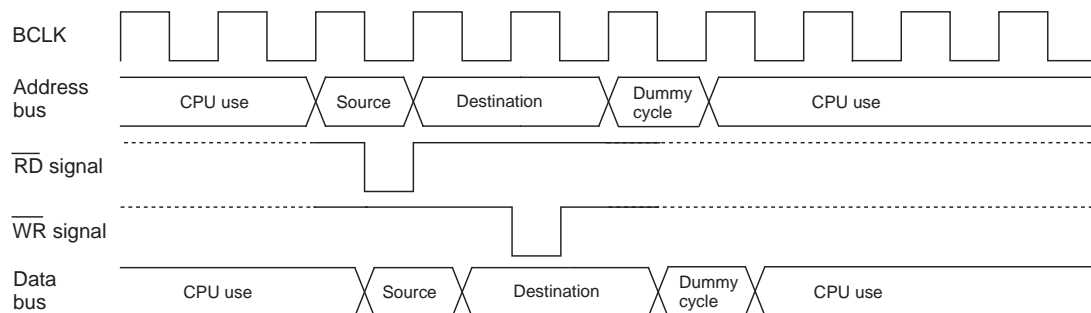 BCLK
Address
bus
CPU use
Source
Destination
Dummy
cycle
CPU use
RD signal
WR signal
Data
bus
CPU use
Source
Destination
Dummy
cycle
CPU use